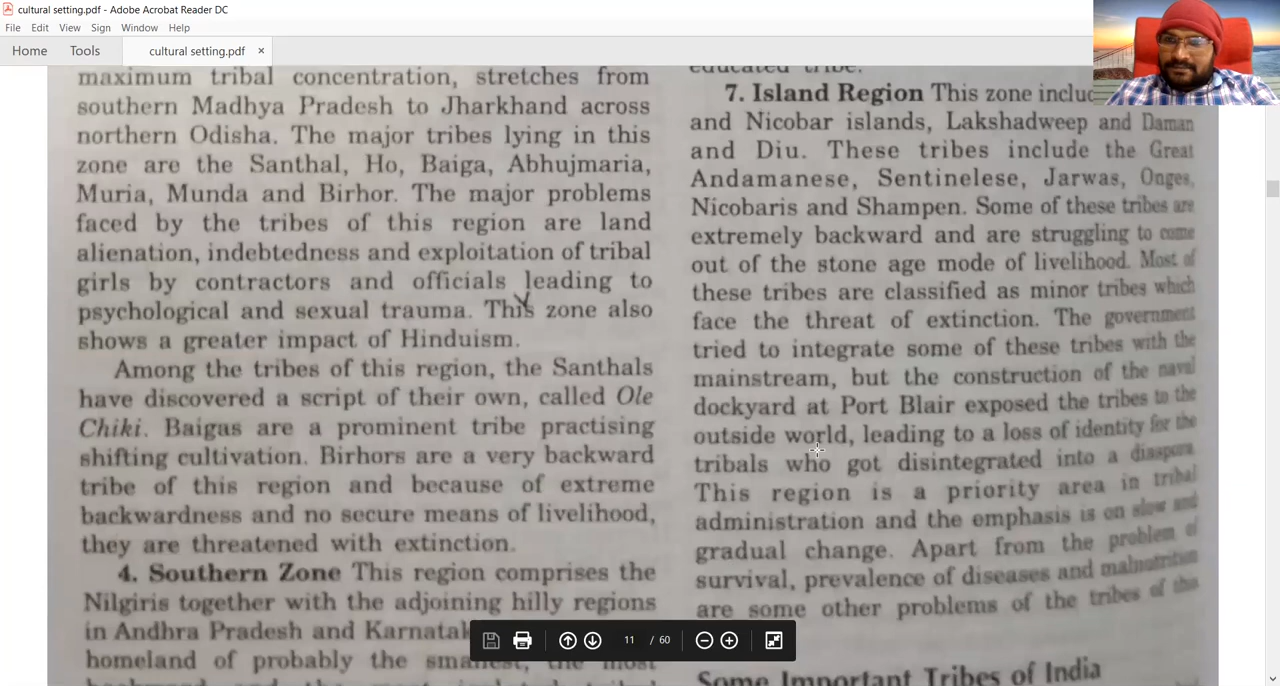 cultural setting.pdf - Adobe Acrobat Reader DC
File Edit View Sign Window Help
Home Tools cultural setting.pdf ×
maximum tribal concentration, stretches from
southern Madhya Pradesh to Jharkhand across
northern Odisha. The major tribes lying in this
zone are the Santhal, Ho, Baiga, Abhujmaria,
Muria, Munda and Birhor. The major problems
faced by the tribes of this region are land
alienation, indebtedness and exploitation of tribal
girls by contractors and officials leading to
psychological and sexual trauma. This zone also
shows a greater impact of Hinduism.
Among the tribes of this region, the Santhals
have discovered a script of their own, called Ole
Chiki. Baigas are a prominent tribe practising
shifting cultivation. Birhors are a very backward
tribe of this region and because of extreme
backwardness and no secure means of livelihood,
they are threatened with extinction.
4. Southern Zone This region comprises the
Nilgiris together with the adjoining hilly regions
in Andhra Pradesh and Karnatak
homeland of probably the smallest, the most
educated tribe.
7. Island Region This zone inclu
and Nicobar islands, Lakshadweep and Daman
and Diu. These tribes include the Great
Andamanese, Sentinelese, Jarwas, Onges,
Nicobaris and Shampen. Some of these tribes are
extremely backward and are struggling to come
out of the stone age mode of livelihood. Most of
these tribes are classified as minor tribes which
face the threat of extinction. The government
tried to integrate some of these tribes with the
mainstream, but the construction of the naval
dockyard at Port Blair exposed the tribes to the
outside world, leading to a loss of identity for the
tribals who got disintegrated into a diaspora
This region is a priority area in tribal
administration and the emphasis is on slow and
gradual change. Apart from the problem of
survival, prevalence of diseases and malnutrition
are some other problems of the tribes of this
Some Important Tribes of India
11 / 60